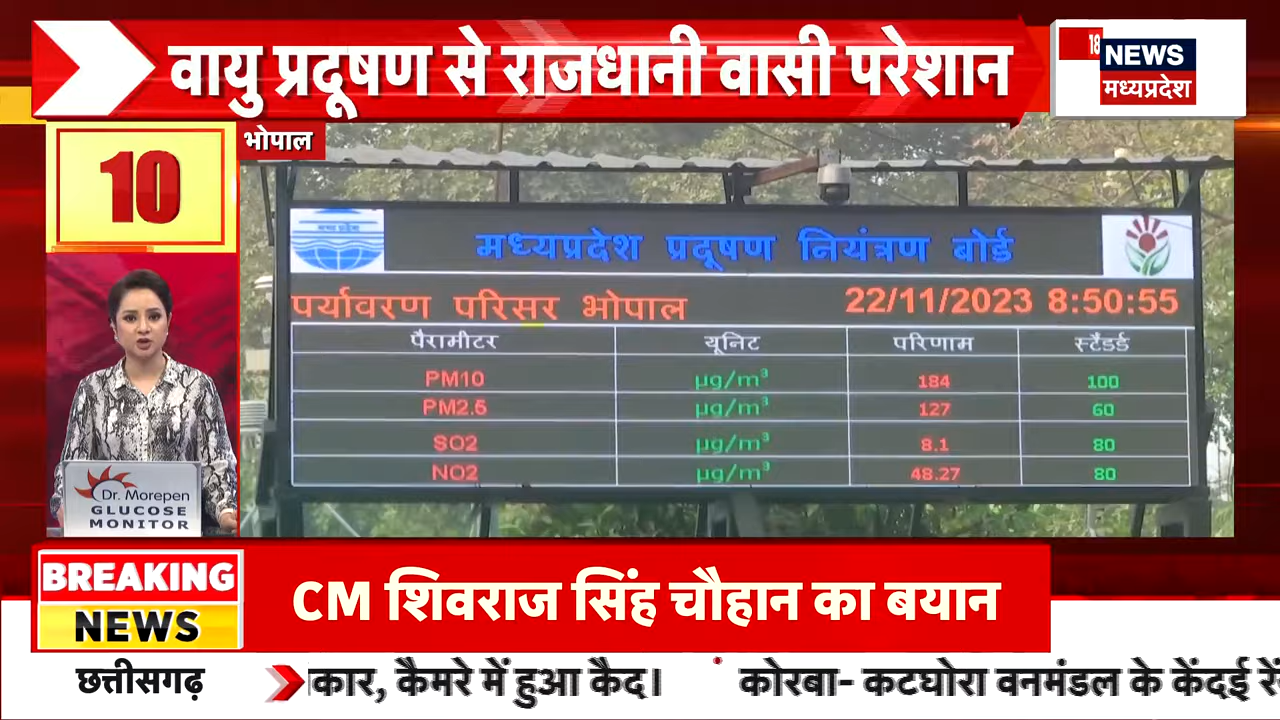 वायु प्रदूषण से राजधानी वासी परेशान
18
NEWS
मध्यप्रदेश
10
भोपाल
मध्य प्रदेश
मध्यप्रदेश प्रदूषण नियंत्रण बोर्ड
पर्यावरण परिसर भोपाल 22/11/2023 8:50:55
पैरामीटर यूनिट परिणाम स्टैंडर्ड
PM10 µg/m³ 184 100
PM2.5 µg/m³ 127 60
SO2 µg/m³ 8.1 80
NO2 µg/m³ 48.27 80
Dr. Morepen
GLUCOSE
MONITOR
BREAKING
NEWS
CM शिवराज सिंह चौहान का बयान
छत्तीसगढ़ कार, कैमरे में हुआ कैद। कोरबा- कटघोरा वनमंडल के केंदई रें